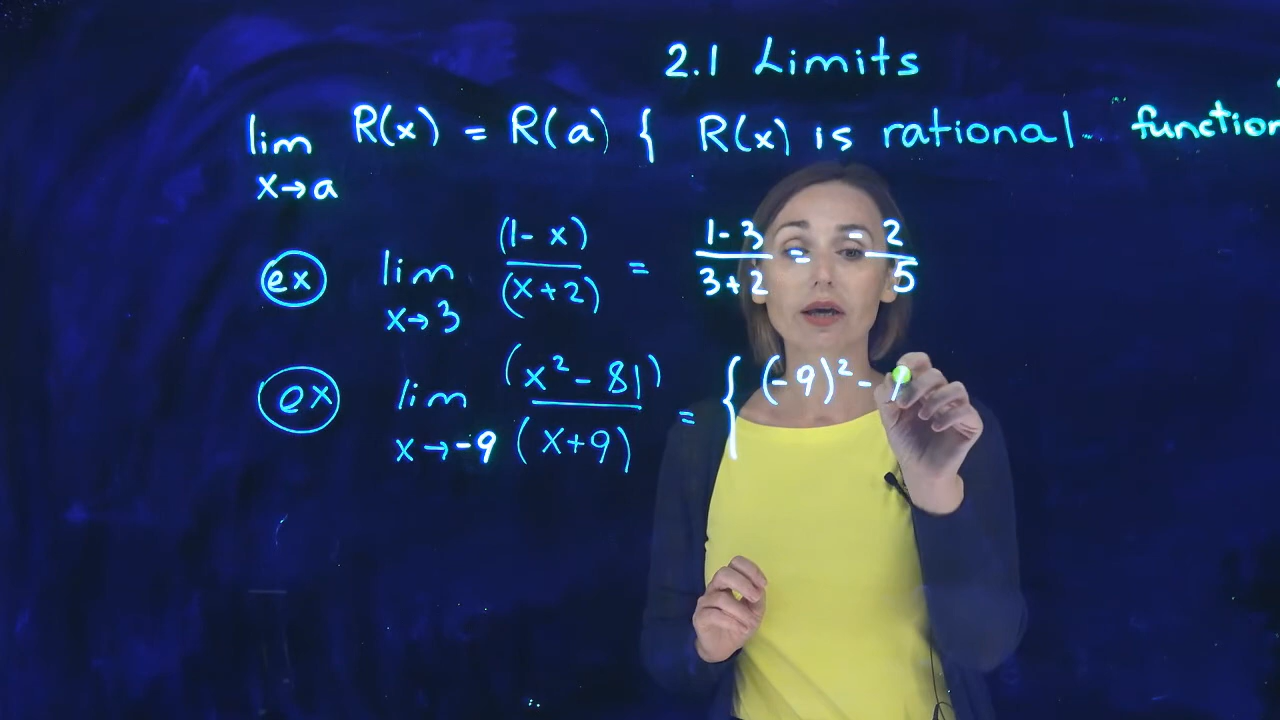 2.1 Limits
lim x→a R(x) = R(a) { R(x) is rational function
ex lim x→3 (1-x)/(x+2) = 1-3/3+2 = -2/5
ex lim x→-9 (x²-81)/(x+9) = { (-9)² -